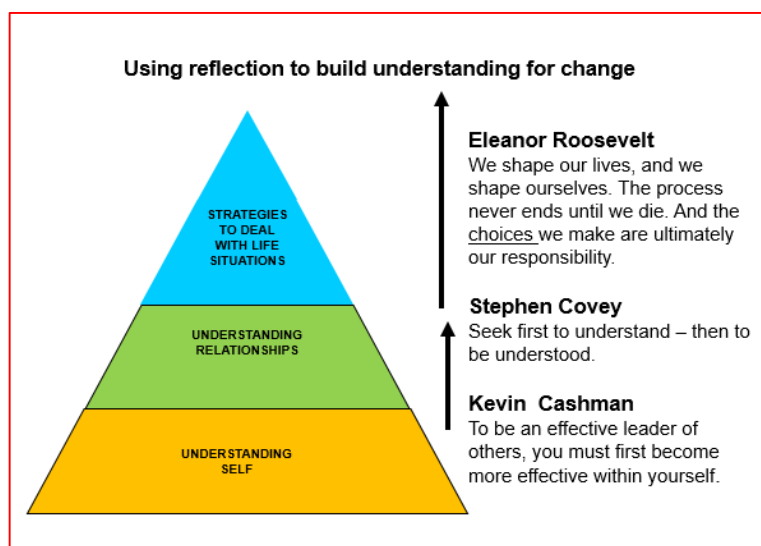 Using reflection to build understanding for change
STRATEGIES
TO DEAL
WITH LIFE
SITUATIONS
UNDERSTANDING
RELATIONSHIPS
UNDERSTANDING
SELF
Eleanor Roosevelt
We shape our lives, and we
shape ourselves. The process
never ends until we die. And the
choices we make are ultimately
our responsibility.
Stephen Covey
Seek first to understand – then to
be understood.
Kevin Cashman
To be an effective leader of
others, you must first become
more effective within yourself.